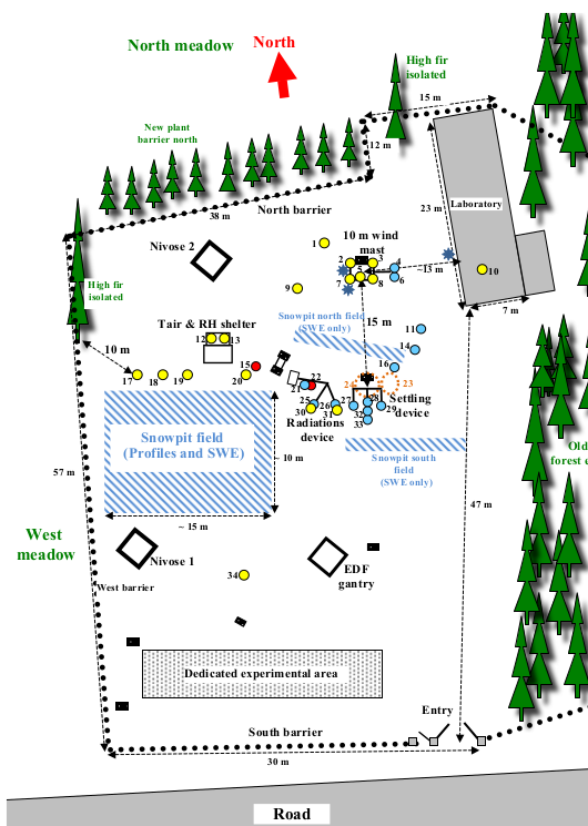 North meadow
North
High fir
isolated
15 m
New plant
barrier north
12 m
38 m
North barrier
23 m
Laboratory
Nivose 2
1
10 m wind
mast
2
3
4
5
6
7
8
~13 m
10
9
7 m
High fir
isolated
Tair & RH shelter
12
13
Snowpit north field
(SWE only)
15 m
11
14
10 m
15
16
17
18
19
20
21
22
24
23
25
26
27
28
29
30
31
32
33
Settling
device
Radiations
device
Snowpit field
(Profiles and SWE)
~ 10 m
Snowpit south
field
(SWE only)
Old
forest e
57 m
47 m
~ 15 m
West
meadow
Nivose 1
West barrier
34
EDF
gantry
Dedicated experimental area
South barrier
Entry
30 m
Road